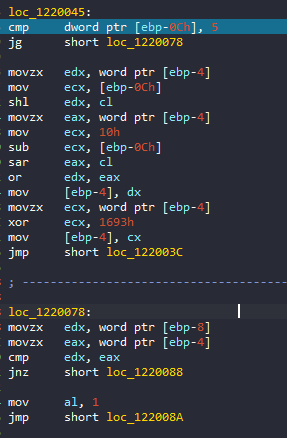 loc_1220045:
cmp dword ptr [ebp-0Ch], 5
jg short loc_1220078
movzx edx, word ptr [ebp-4]
mov ecx, [ebp-0Ch]
shl edx, cl
movzx eax, word ptr [ebp-4]
mov ecx, 10h
sub ecx, [ebp-0Ch]
sar eax, cl
or edx, eax
mov [ebp-4], dx
movzx ecx, word ptr [ebp-4]
xor ecx, 1693h
mov [ebp-4], cx
jmp short loc_122003C
; ---------------------------------------
loc_1220078:
movzx edx, word ptr [ebp-8]
movzx eax, word ptr [ebp-4]
cmp edx, eax
jnz short loc_1220088
mov al, 1
jmp short loc_122008A